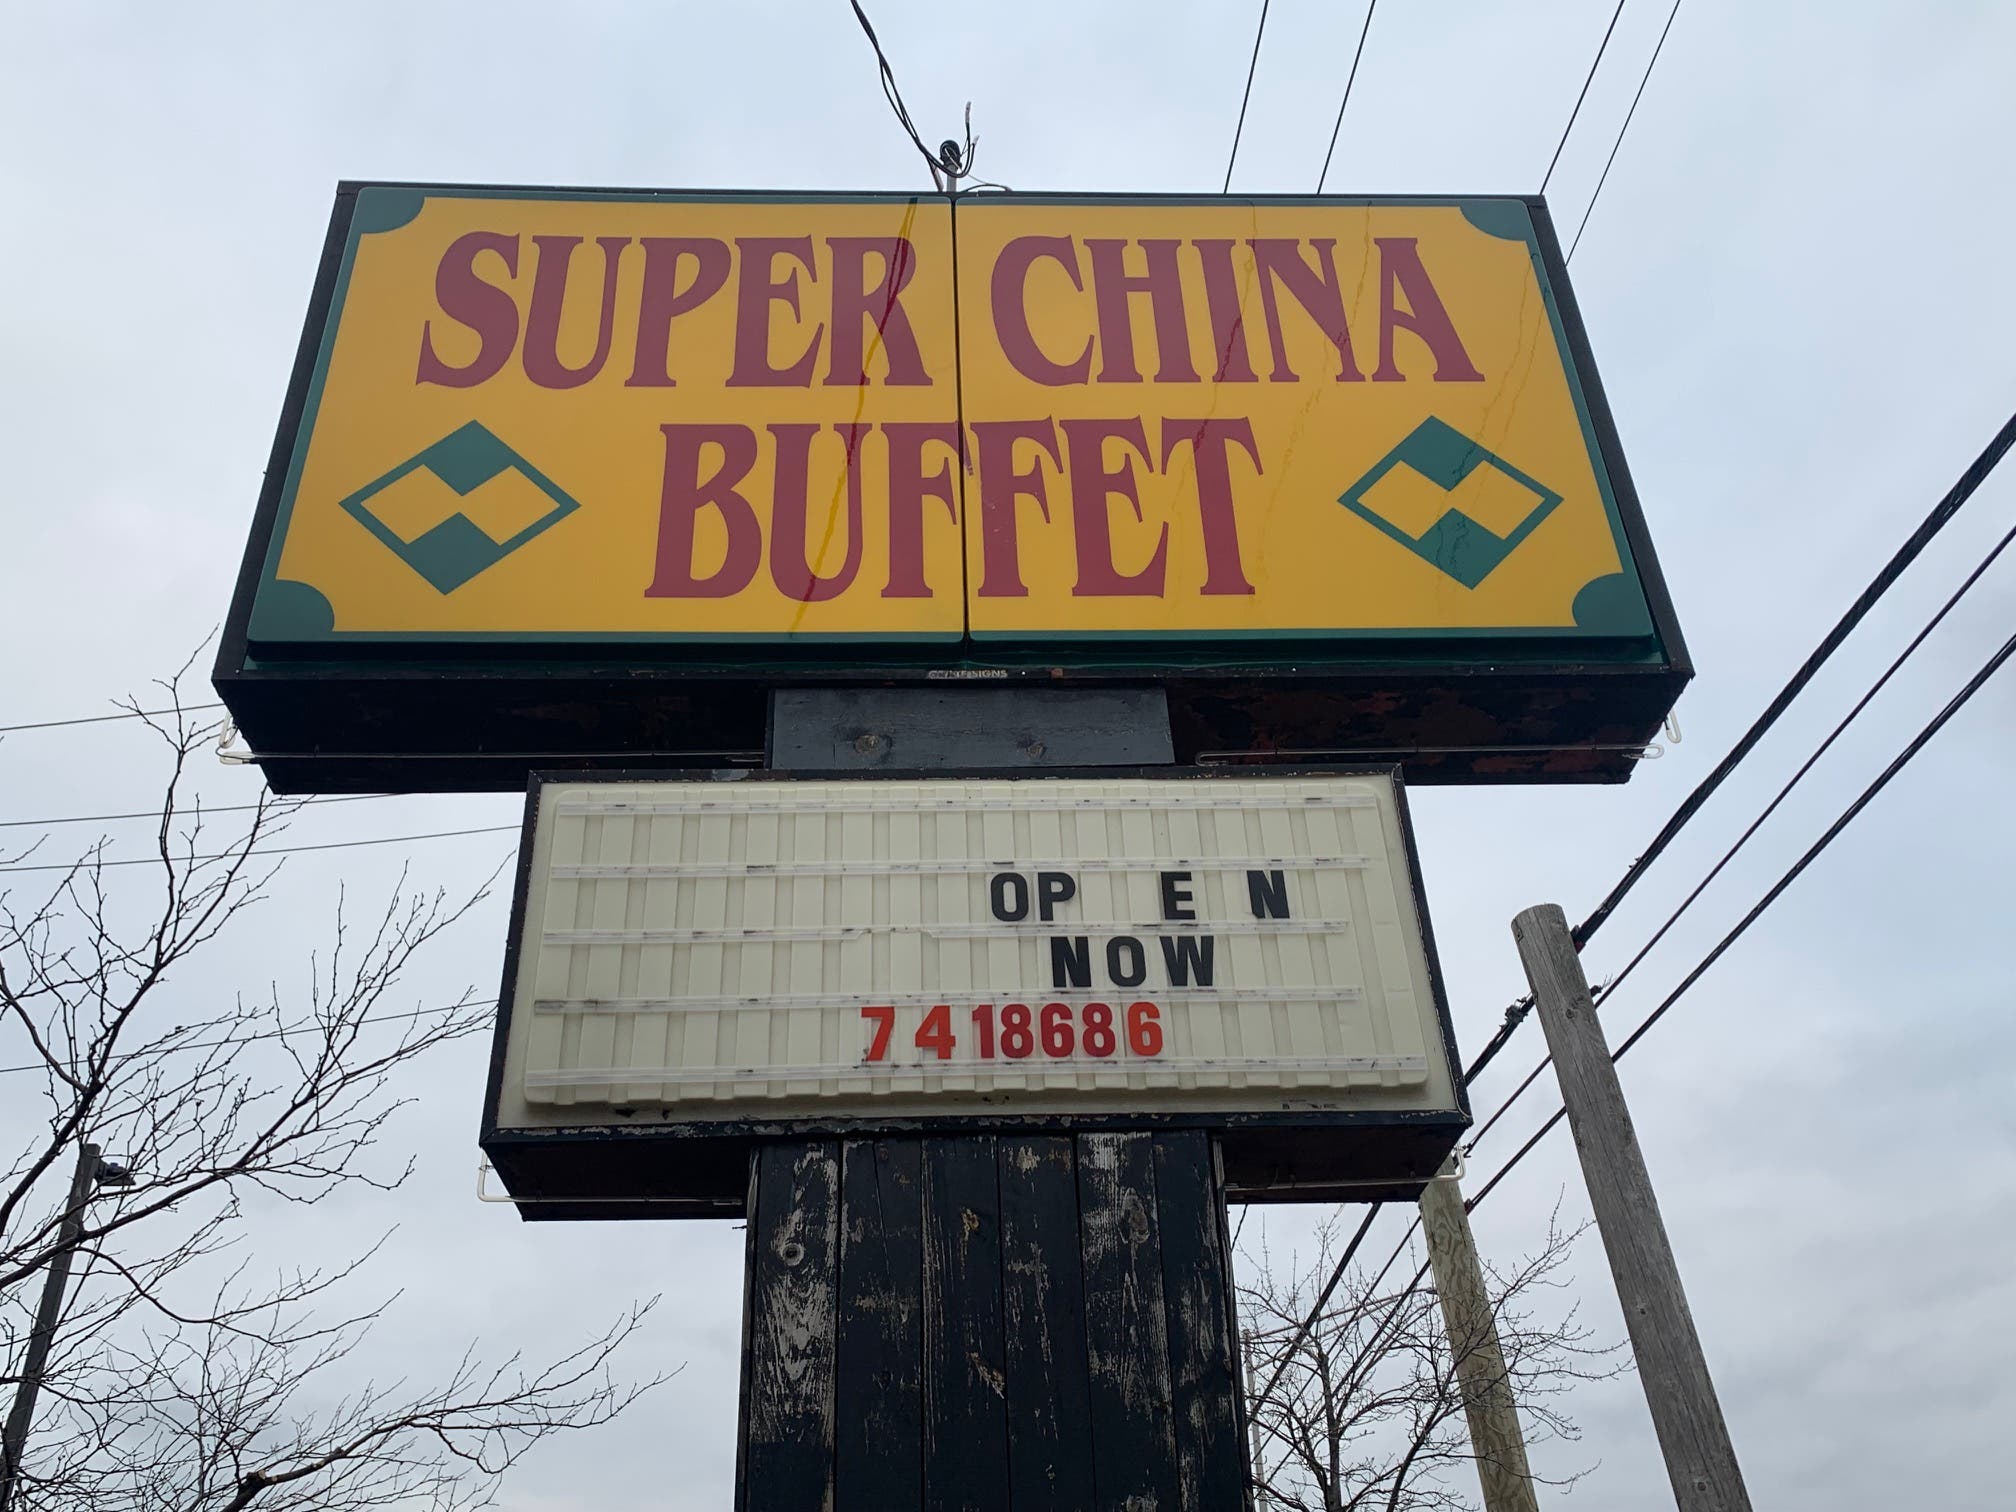 SUPER CHINA
BUFFET
OP E N
NOW
7418686